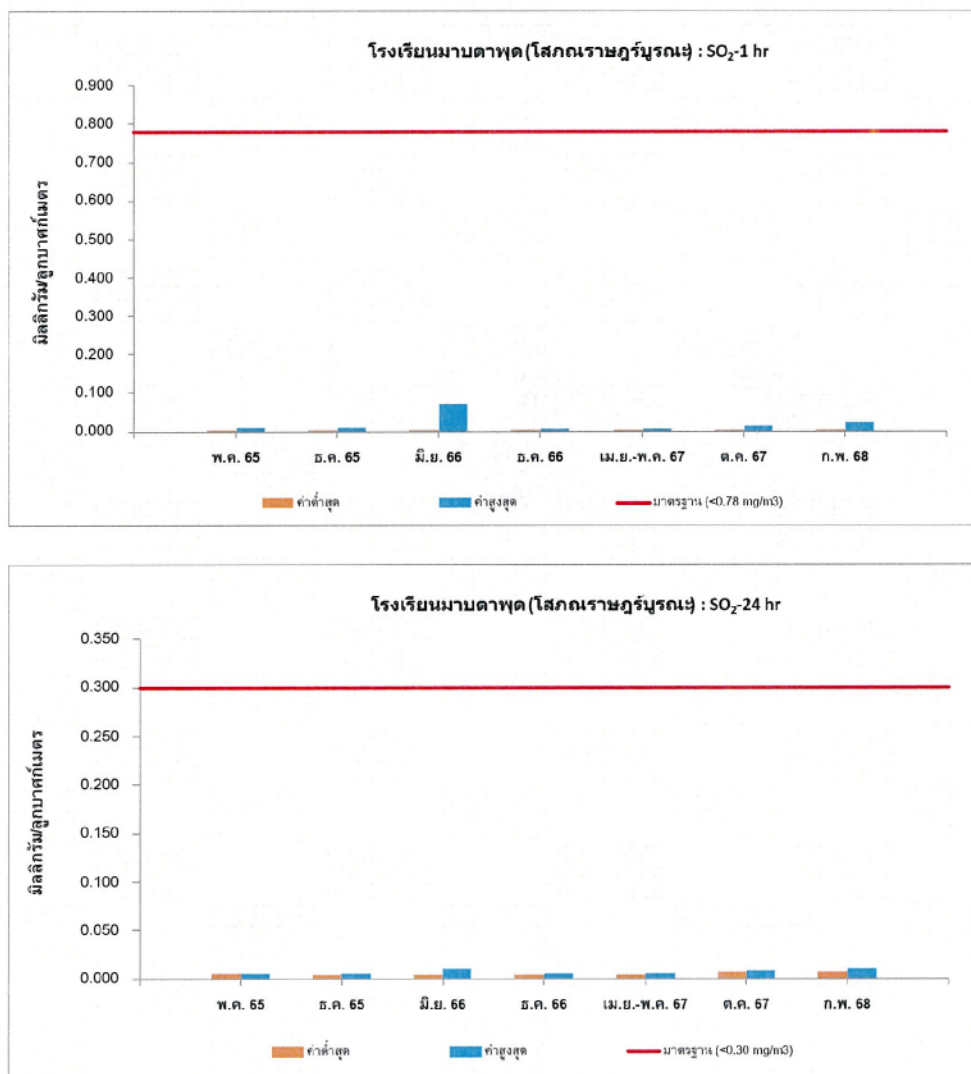 โรงเรียนมาบตาพุด (โสภณราษฎร์บูรณะ) : SO₂-1 hr
0.900
0.800
0.700
0.600
0.500
0.400
0.300
0.200
0.100
0.000
มิลลิกรัม/ลูกบาศก์เมตร
พ.ค. 65 ธ.ค. 65 มิ.ย. 66 ธ.ค. 66 เม.ย.-พ.ค. 67 ต.ค. 67 ก.พ. 68
ค่าต่ำสุด ค่าสูงสุด มาตรฐาน (<0.78 mg/m3)
โรงเรียนมาบตาพุด (โสภณราษฎร์บูรณะ) : SO₂-24 hr
0.350
0.300
0.250
0.200
0.150
0.100
0.050
0.000
มิลลิกรัม/ลูกบาศก์เมตร
พ.ค. 65 ธ.ค. 65 มิ.ย. 66 ธ.ค. 66 เม.ย.-พ.ค. 67 ต.ค. 67 ก.พ. 68
ค่าต่ำสุด ค่าสูงสุด มาตรฐาน (<0.30 mg/m3)